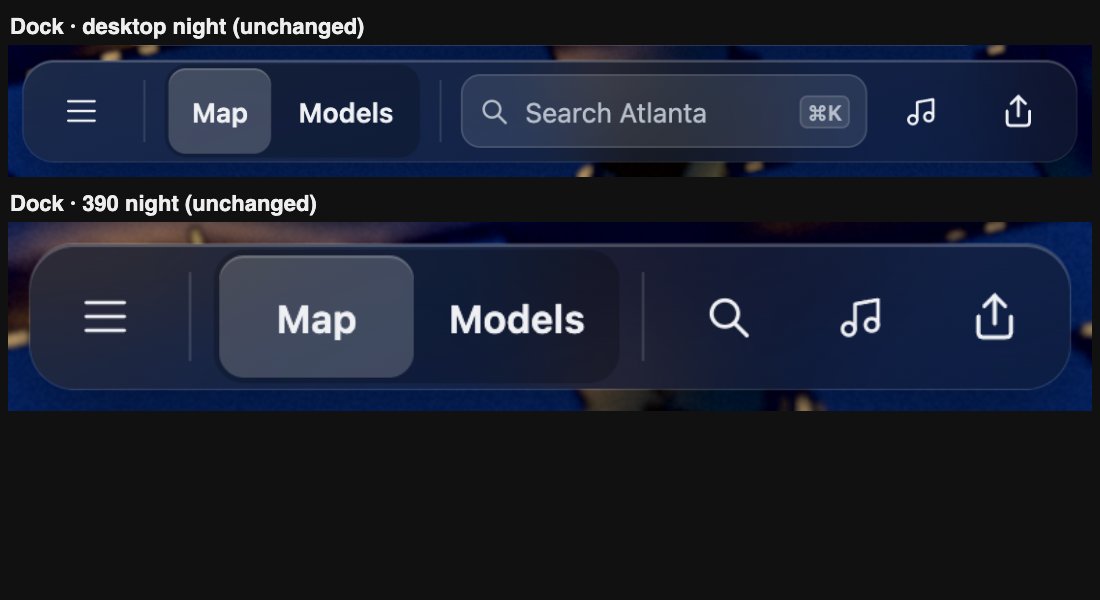 Dock · desktop night (unchanged)
Map Models Search Atlanta ⌘K
Dock · 390 night (unchanged)
Map Models